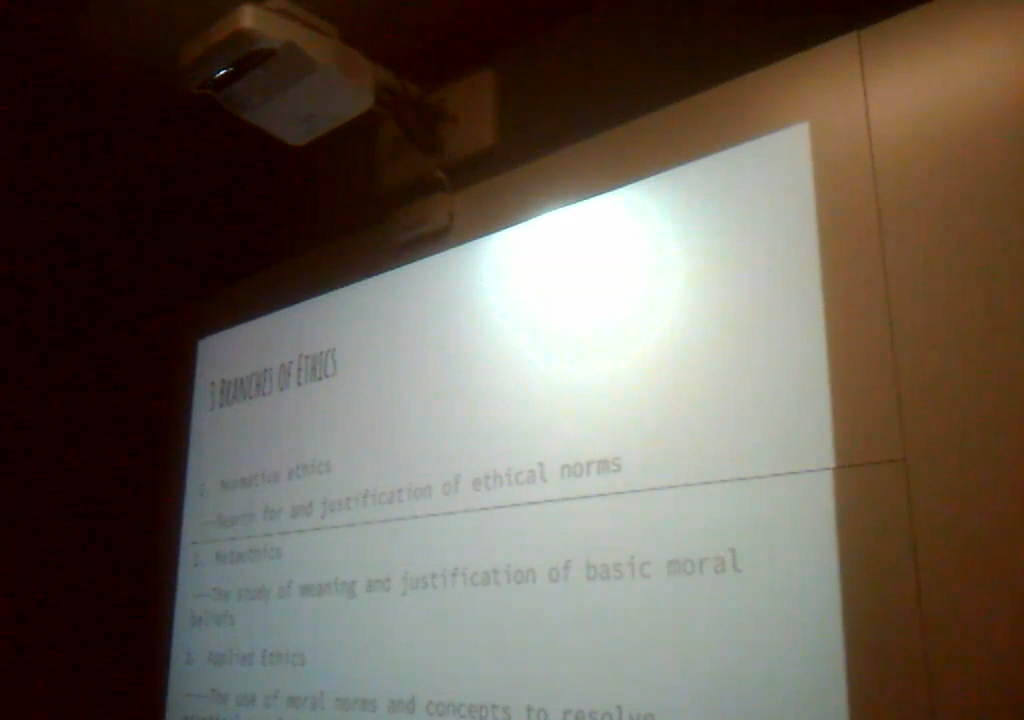 3 BRANCHES OF ETHICS
1. Normative ethics
---Search for and justification of ethical norms
2. Metaethics
---The study of meaning and justification of basic moral
beliefs
3. Applied Ethics
----The use of moral norms and concepts to resolve